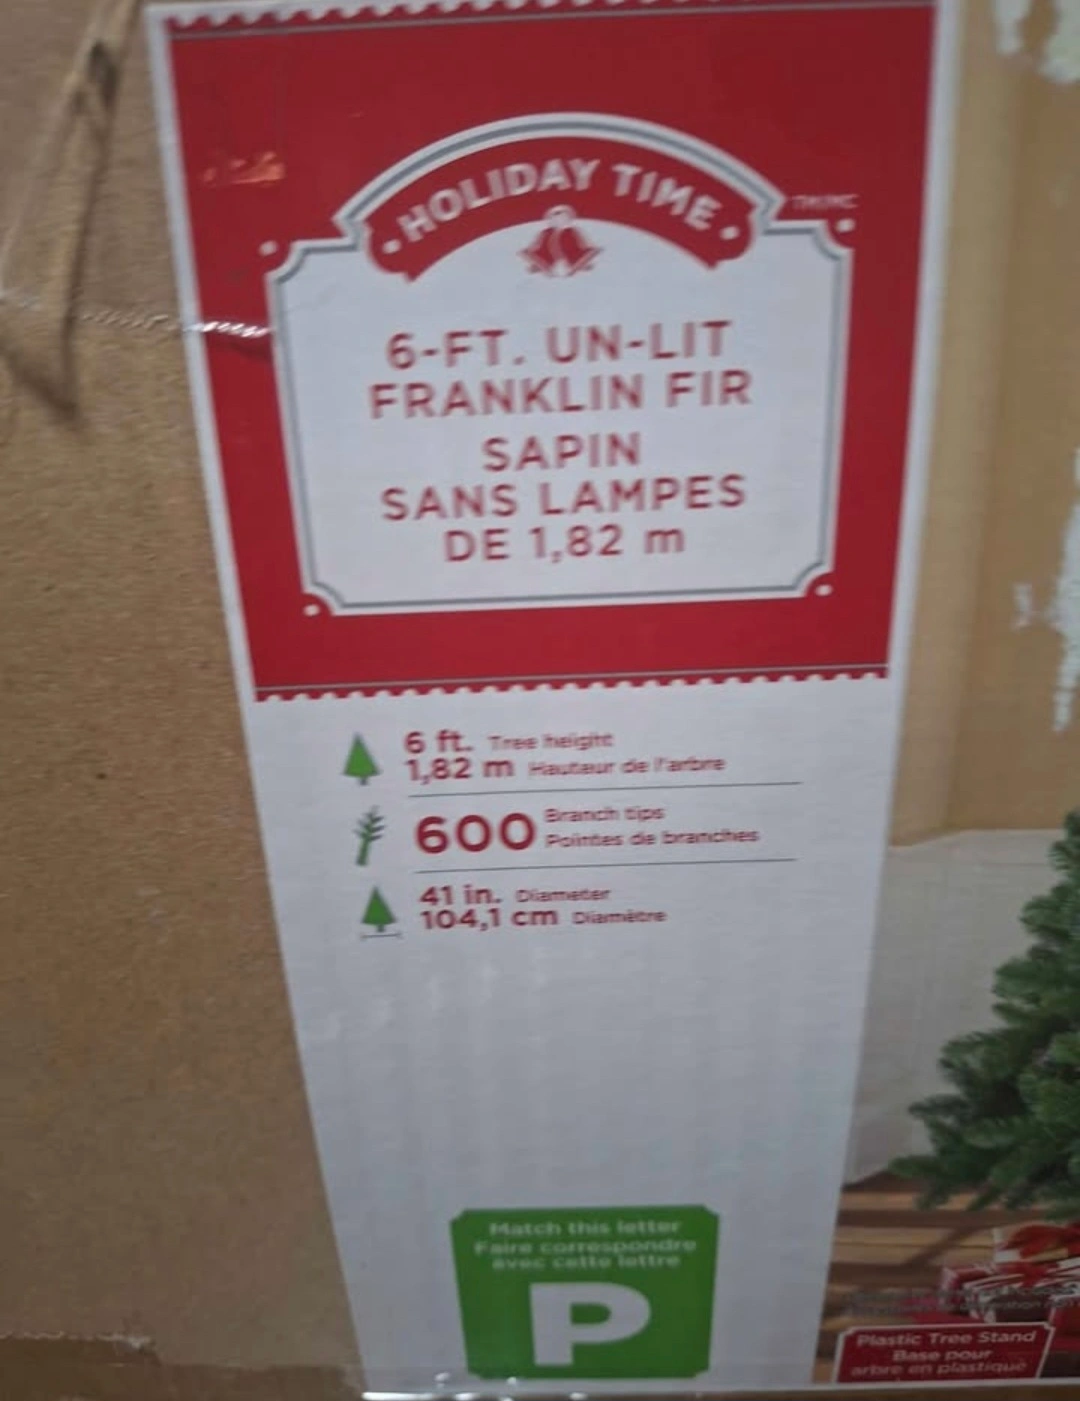 HOLIDAY TIME
TM/MC
6-FT. UN-LIT
FRANKLIN FIR
SAPIN
SANS LAMPES
DE 1,82 m
6 ft. Tree height
1,82 m Hauteur de l'arbre
600 Branch tips
Pointes de branches
41 in. Diameter
104,1 cm Diamètre
Match this letter
Faire correspondre
avec cette lettre
P
Plastic Tree Stand
Base pour
arbre en plastique